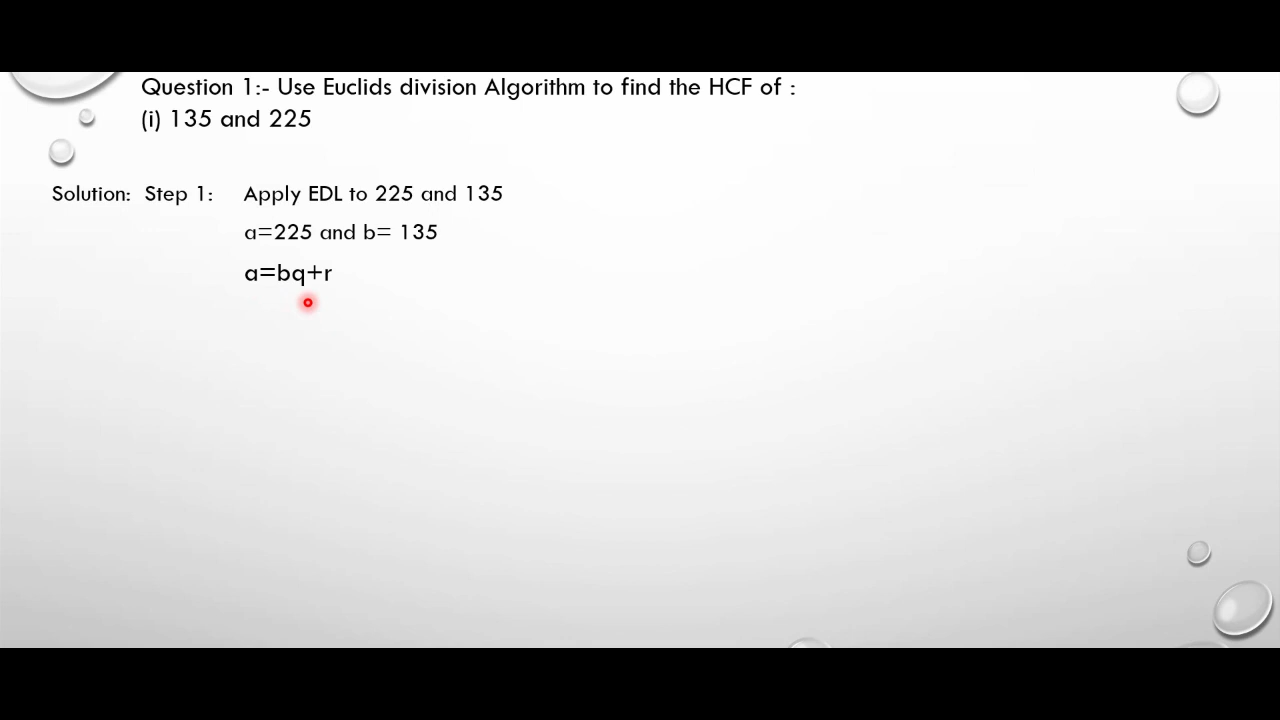 Question 1:- Use Euclids division Algorithm to find the HCF of :
(i) 135 and 225
Solution: Step 1: Apply EDL to 225 and 135
a=225 and b= 135
a=bq+r